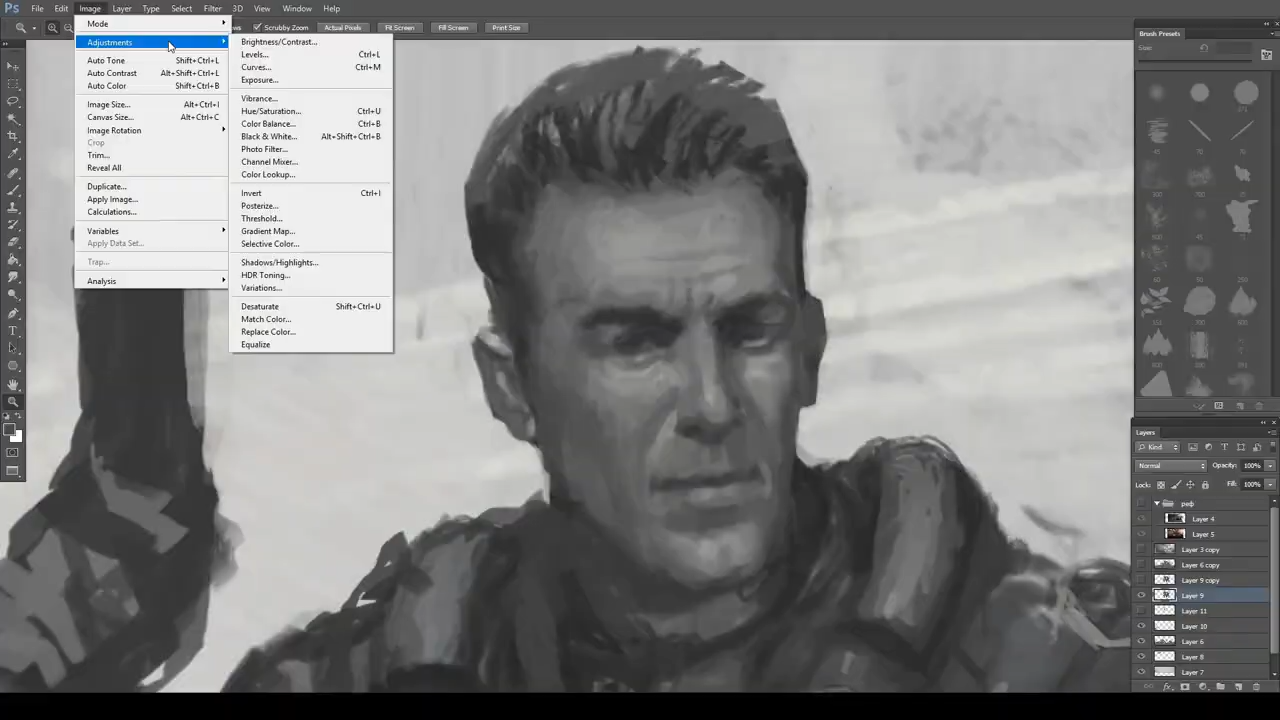 Ps File Edit Image Layer Type Select Filter 3D View Window Help
Scrubby Zoom Actual Pixels Fit Screen Fill Screen Print Size
Mode
Adjustments
Auto Tone Shift+Ctrl+L
Auto Contrast Alt+Shift+Ctrl+L
Auto Color Shift+Ctrl+B
Image Size... Alt+Ctrl+I
Canvas Size... Alt+Ctrl+C
Image Rotation
Crop
Trim...
Reveal All
Duplicate...
Apply Image...
Calculations...
Variables
Apply Data Set...
Trap...
Analysis
Brightness/Contrast...
Levels... Ctrl+L
Curves... Ctrl+M
Exposure...
Vibrance...
Hue/Saturation... Ctrl+U
Color Balance... Ctrl+B
Black & White... Alt+Shift+Ctrl+B
Photo Filter...
Channel Mixer...
Color Lookup...
Invert Ctrl+I
Posterize...
Threshold...
Gradient Map...
Selective Color...
Shadows/Highlights...
HDR Toning...
Variations...
Desaturate Shift+Ctrl+U
Match Color...
Replace Color...
Equalize
Brush Presets
Size:
Layers
Kind
Normal Opacity: 100%
Lock: Fill: 100%
реф
Layer 4
Layer 5
Layer 3 copy
Layer 6 copy
Layer 9 copy
Layer 9
Layer 11
Layer 10
Layer 6
Layer 8
Layer 7